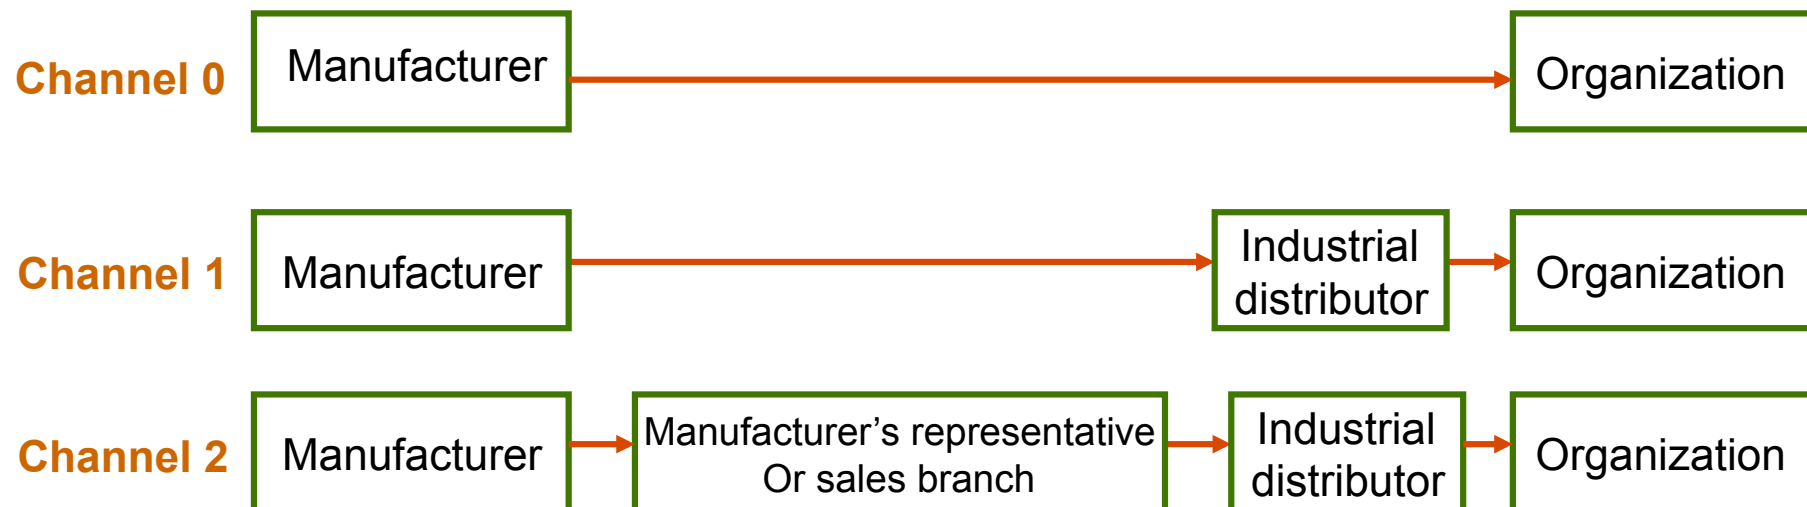 Channel 0
Manufacturer
Organization
Channel 1
Manufacturer
Industrial
distributor
Organization
Channel 2
Manufacturer
Manufacturer’s representative
Or sales branch
Industrial
distributor
Organization